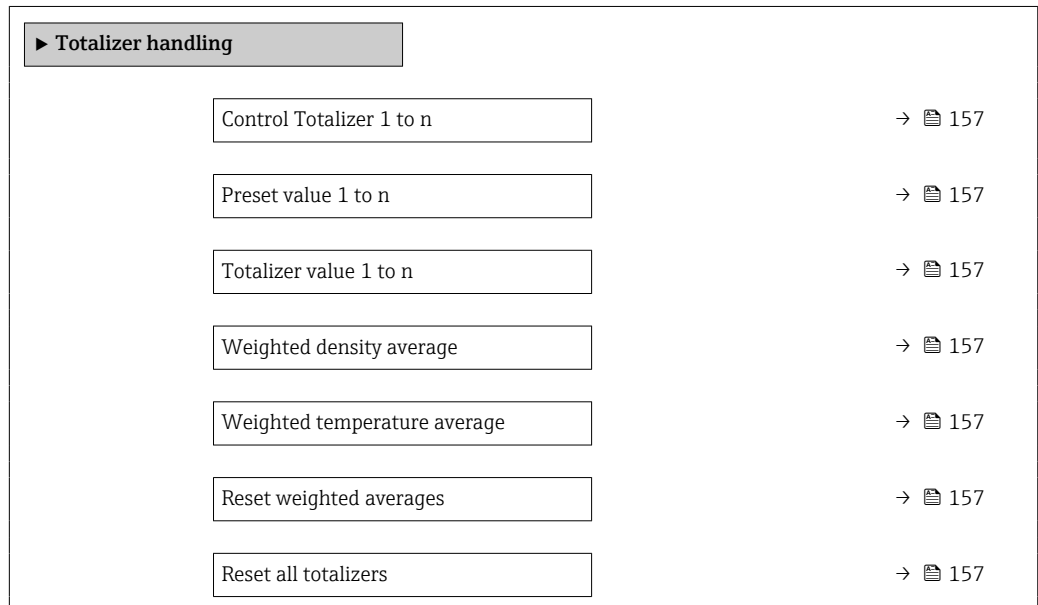 ▶ Totalizer handling
Control Totalizer 1 to n → 157
Preset value 1 to n → 157
Totalizer value 1 to n → 157
Weighted density average → 157
Weighted temperature average → 157
Reset weighted averages → 157
Reset all totalizers → 157